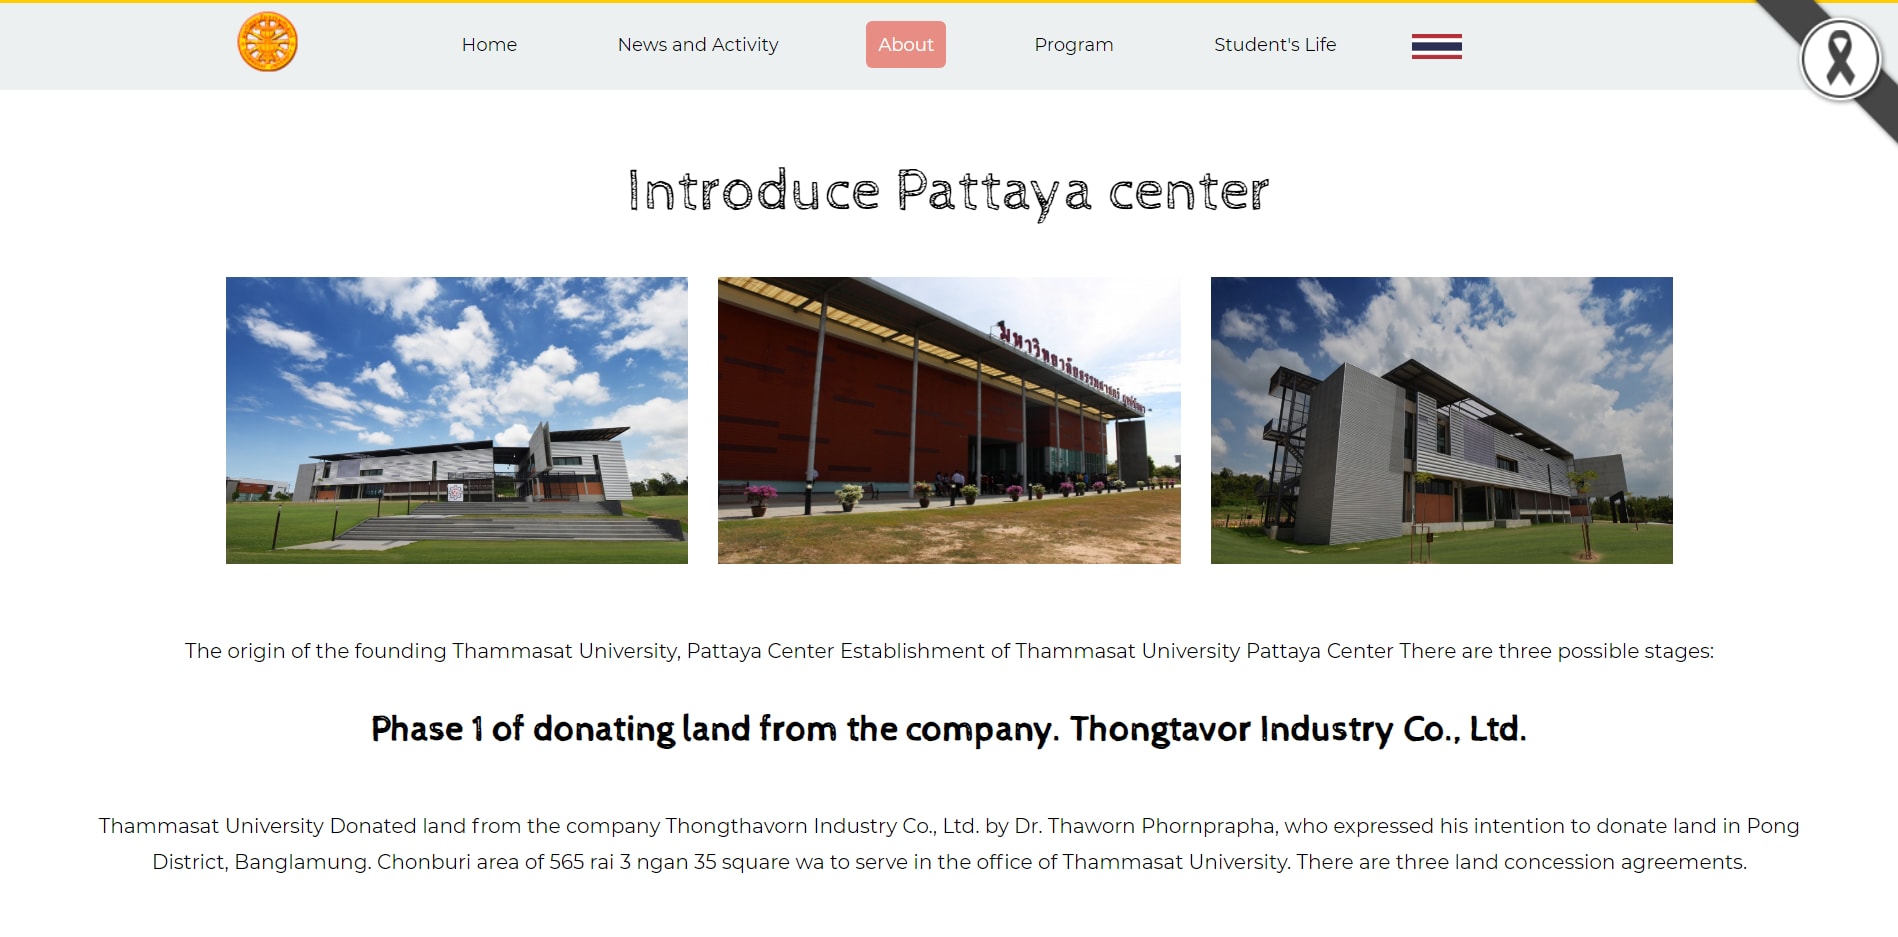 Home
News and Activity
About
Program
Student's Life
Introduce Pattaya center
มหาวิทยาลัยธรรมศาสตร์ ศูนย์พัทยา
The origin of the founding Thammasat University, Pattaya Center Establishment of Thammasat University Pattaya Center There are three possible stages:
Phase 1 of donating land from the company. Thongtavor Industry Co., Ltd.
Thammasat University Donated land from the company Thongthavorn Industry Co., Ltd. by Dr. Thaworn Phornprapha, who expressed his intention to donate land in Pong
District, Banglamung. Chonburi area of 565 rai 3 ngan 35 square wa to serve in the office of Thammasat University. There are three land concession agreements.